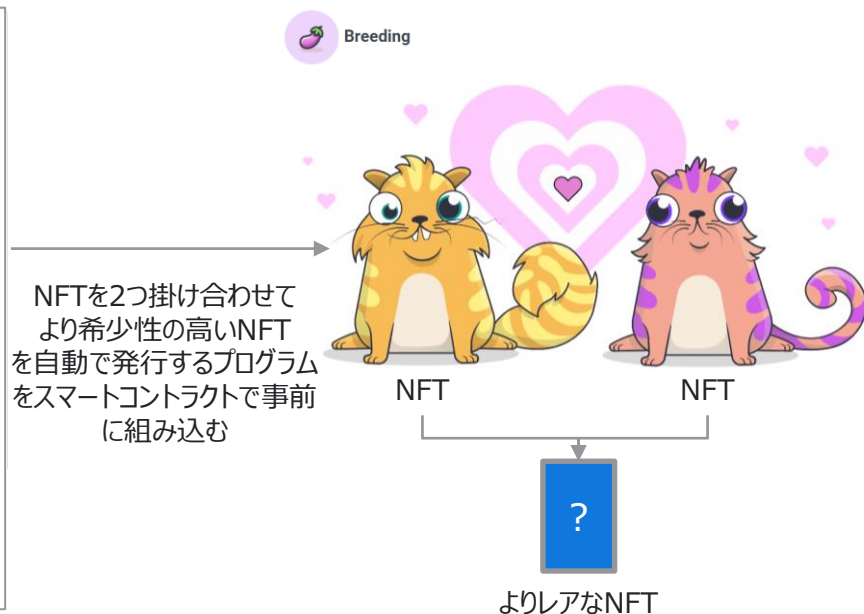 Breeding
NFTを2つ掛け合わせて
より希少性の高いNFT
を自動で発行するプログラム
をスマートコントラクトで事前
に組み込む
NFT
NFT
?
よりレアなNFT